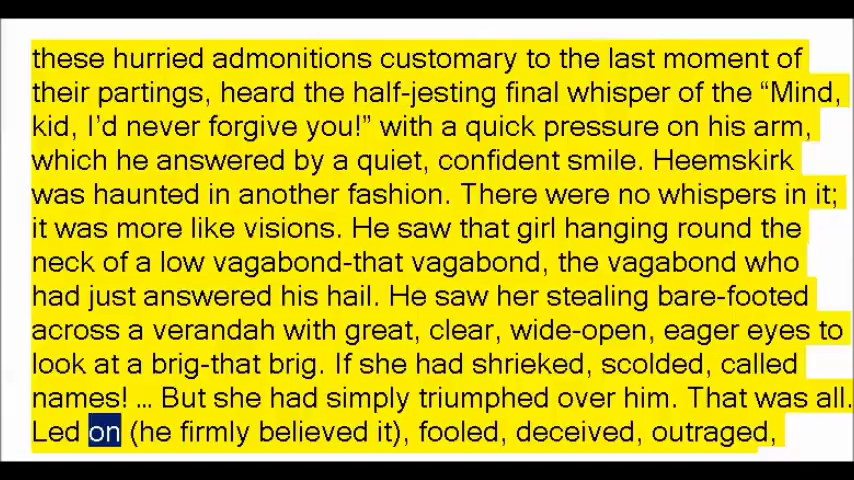 these hurried admonitions customary to the last moment of
their partings, heard the half-jesting final whisper of the “Mind,
kid, I’d never forgive you!” with a quick pressure on his arm,
which he answered by a quiet, confident smile. Heemskirk
was haunted in another fashion. There were no whispers in it;
it was more like visions. He saw that girl hanging round the
neck of a low vagabond-that vagabond, the vagabond who
had just answered his hail. He saw her stealing bare-footed
across a verandah with great, clear, wide-open, eager eyes to
look at a brig-that brig. If she had shrieked, scolded, called
names! ... But she had simply triumphed over him. That was all.
Led on (he firmly believed it), fooled, deceived, outraged,